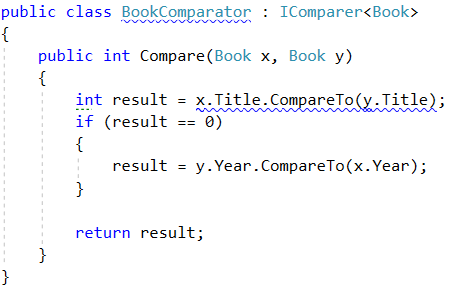 public class BookComparator : IComparer<Book>
{
    public int Compare(Book x, Book y)
    {
        int result = x.Title.CompareTo(y.Title);
        if (result == 0)
        {
            result = y.Year.CompareTo(x.Year);
        }

        return result;
    }
}